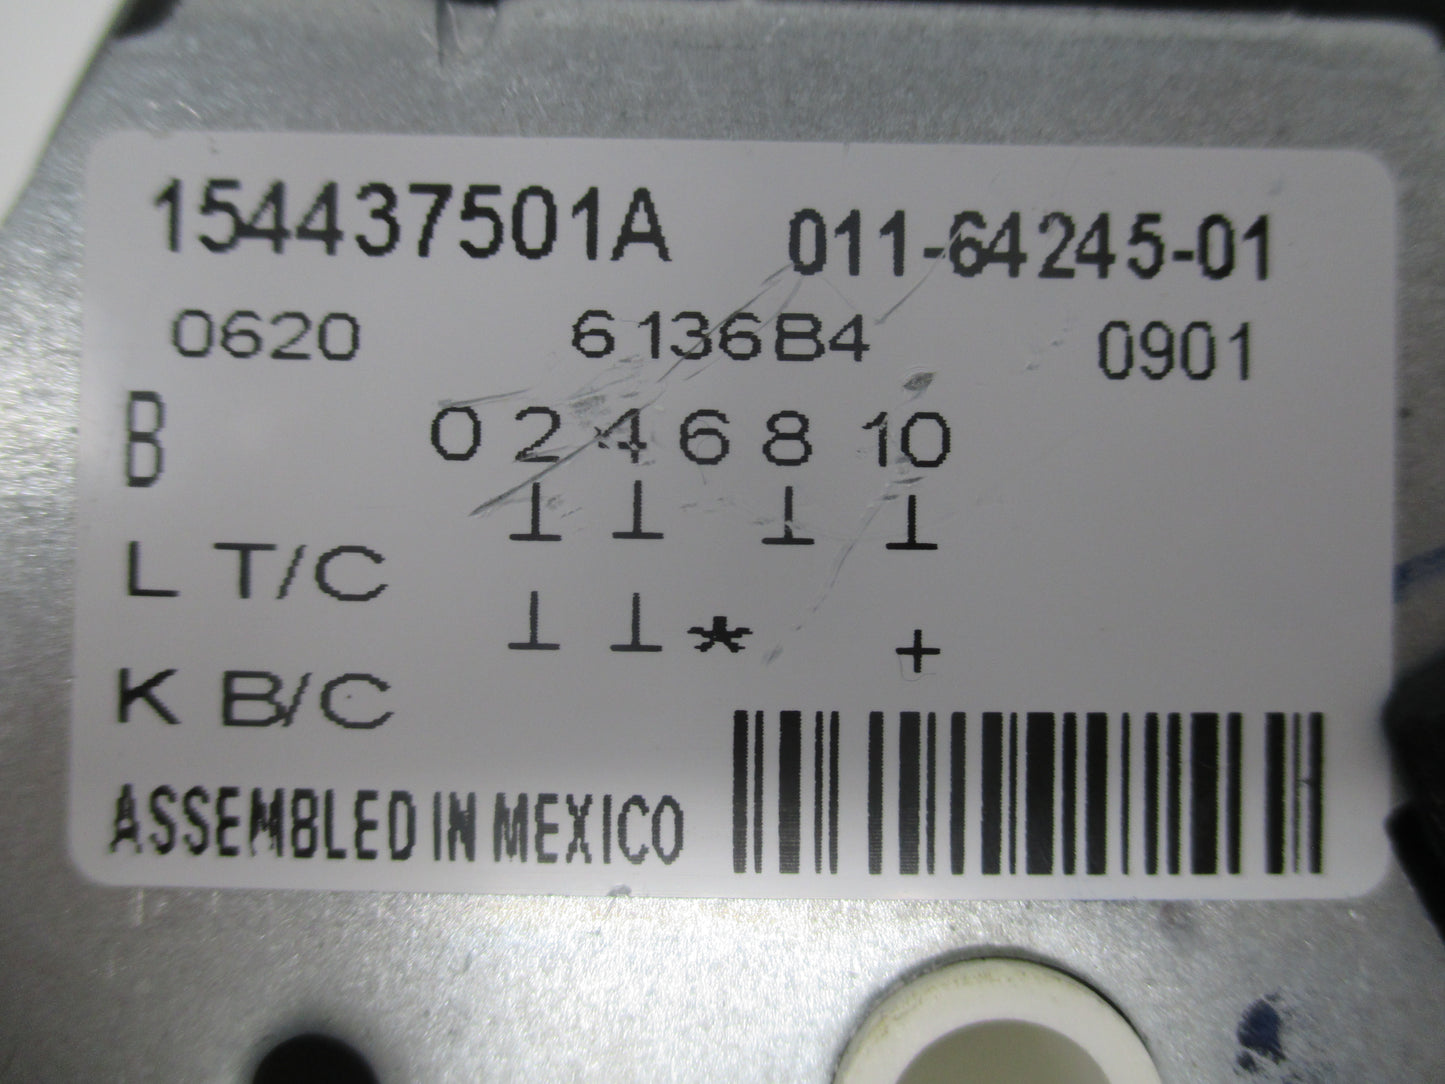 154437501A 011-64245-01
0620 6136B4 0901
B 0 2 4 6 8 10
⊥ ⊥ ⊥ ⊥
L T/C
⊥ ⊥ * +
K B/C
ASSEMBLED IN MEXICO